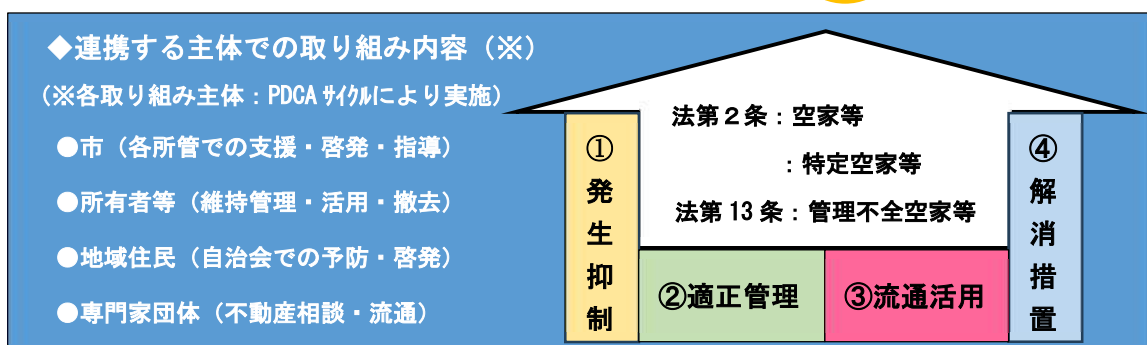 ◆連携する主体での取り組み内容（※）
（※各取り組み主体：PDCAｻｲｸﾙにより実施）
●市（各所管での支援・啓発・指導）
●所有者等（維持管理・活用・撤去）
●地域住民（自治会での予防・啓発）
●専門家団体（不動産相談・流通）
法第２条：空家等
：特定空家等
法第13条：管理不全空家等
①発生抑制
②適正管理
③流通活用
④解消措置